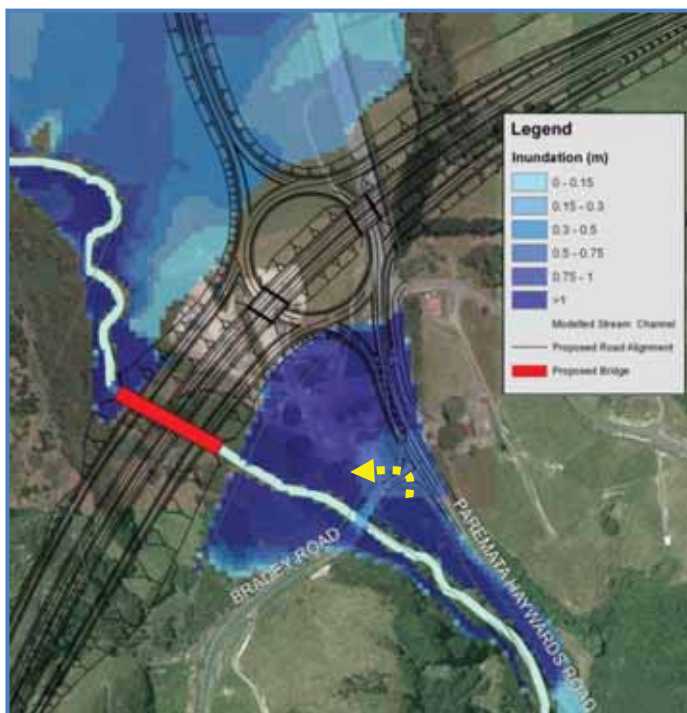 Legend
Inundation (m)
0 - 0.15
0.15 - 0.3
0.3 - 0.5
0.5 - 0.75
0.75 - 1
>1
Modelled Stream Channel
Proposed Road Alignment
Proposed Bridge
BRADEY ROAD
PAREMATA HAYWARDS ROAD